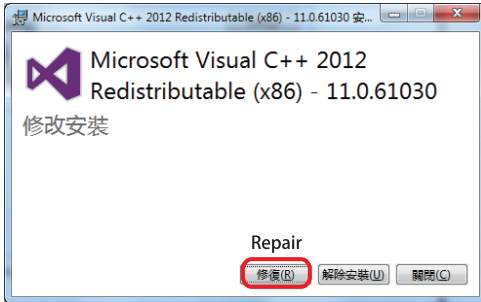 Microsoft Visual C++ 2012 Redistributable (x86) - 11.0.61030 安...
Microsoft Visual C++ 2012
Redistributable (x86) - 11.0.61030
修改安裝
Repair
修復(R) 解除安裝(U) 關閉(C)